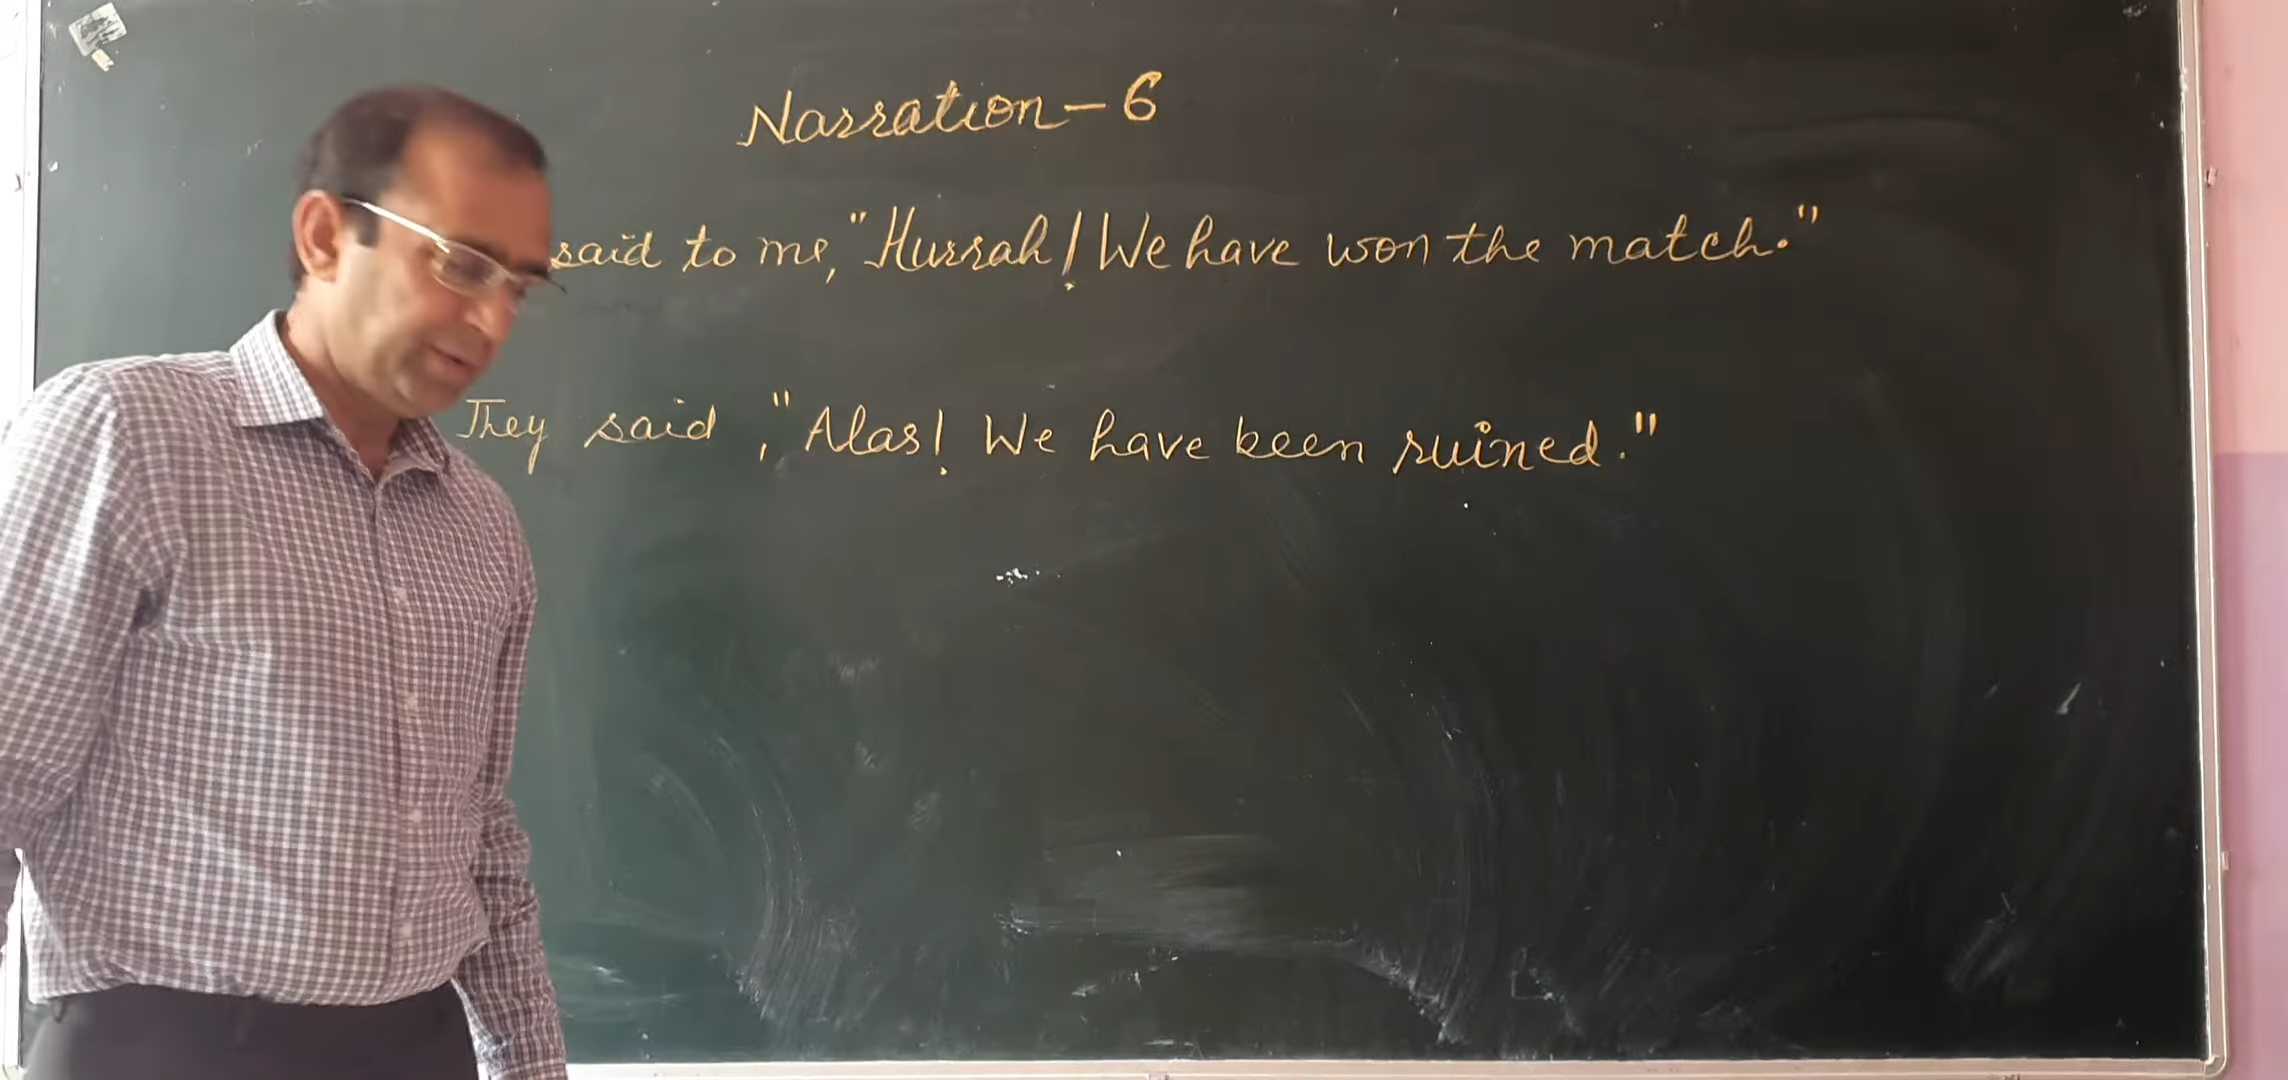 Narration-6
said to me, "Hurrah! We have won the match."
They said, "Alas! We have been ruined."